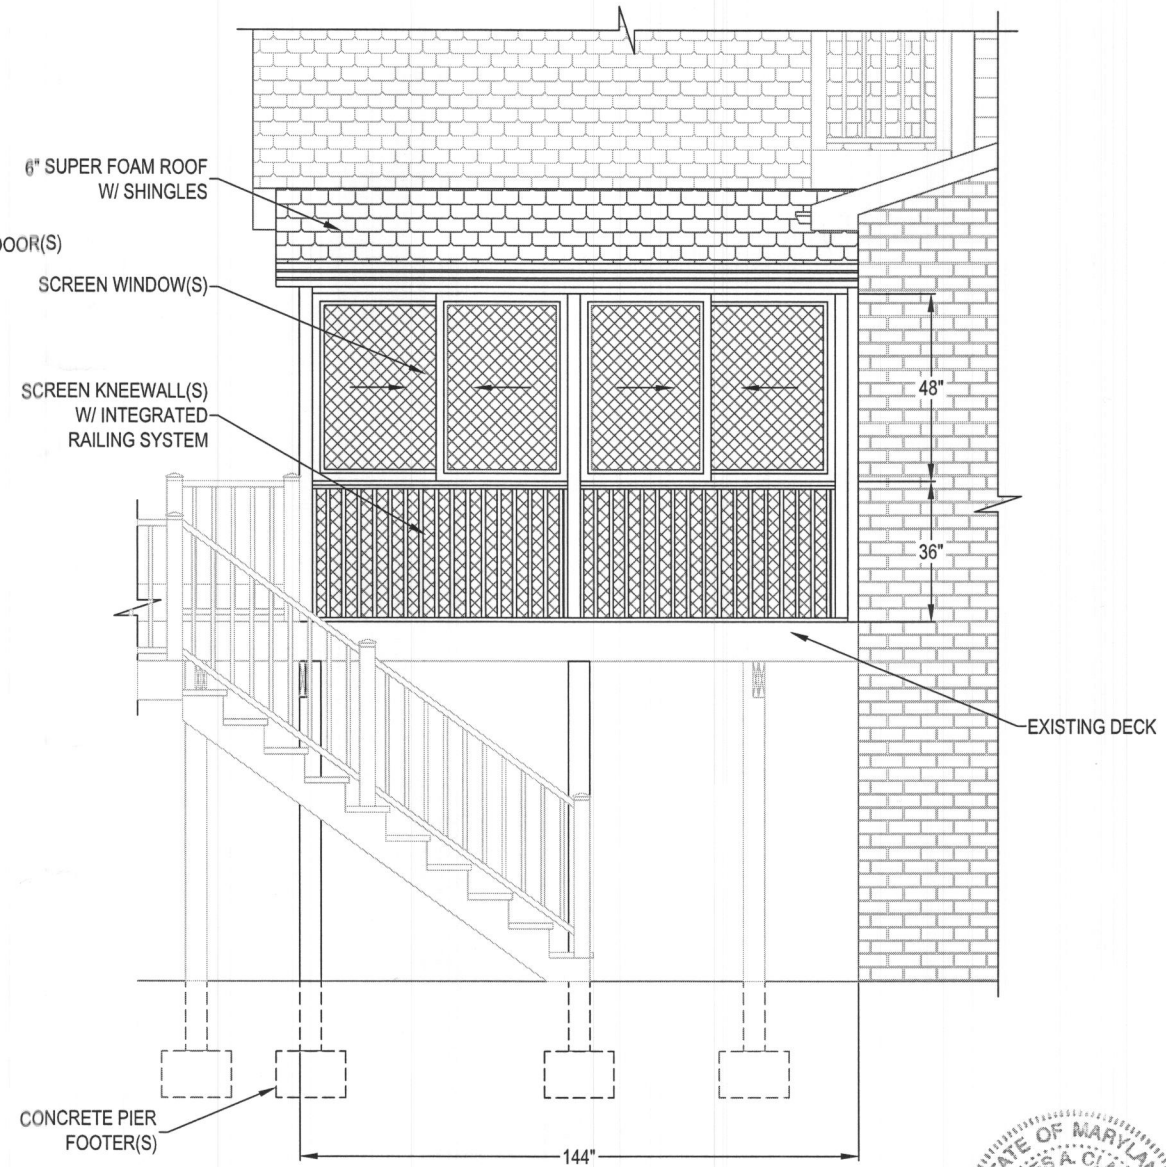 6" SUPER FOAM ROOF
W/ SHINGLES
DOOR(S)
SCREEN WINDOW(S)
SCREEN KNEEWALL(S)
W/ INTEGRATED
RAILING SYSTEM
48"
36"
EXISTING DECK
CONCRETE PIER
FOOTER(S)
144"
ATE OF MARYLA